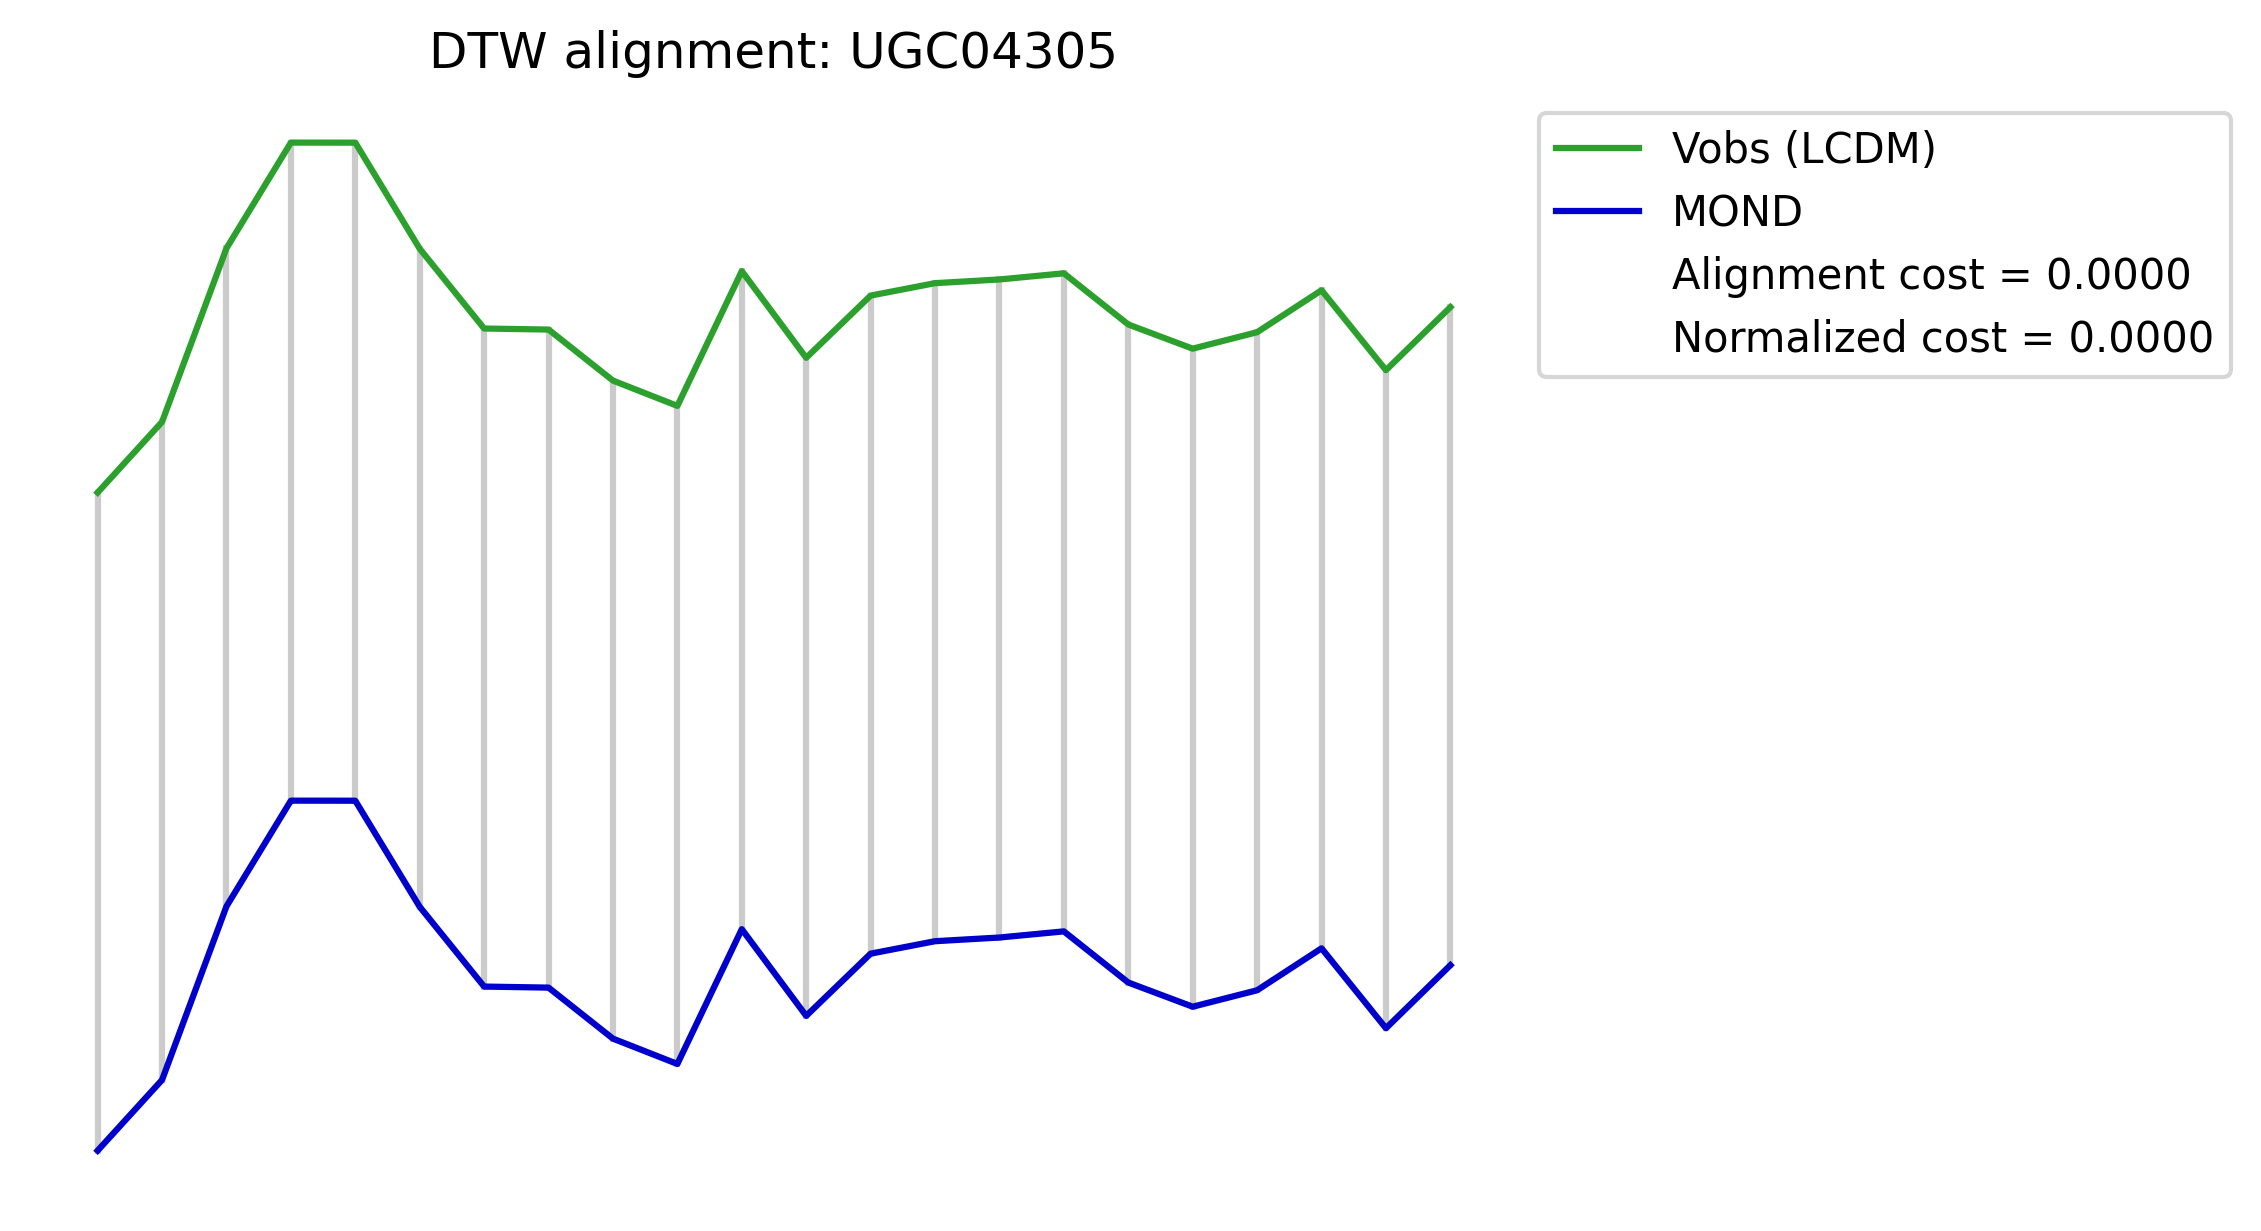 DTW alignment: UGC04305
Vobs (LCDM)
MOND
Alignment cost = 0.0000
Normalized cost = 0.0000